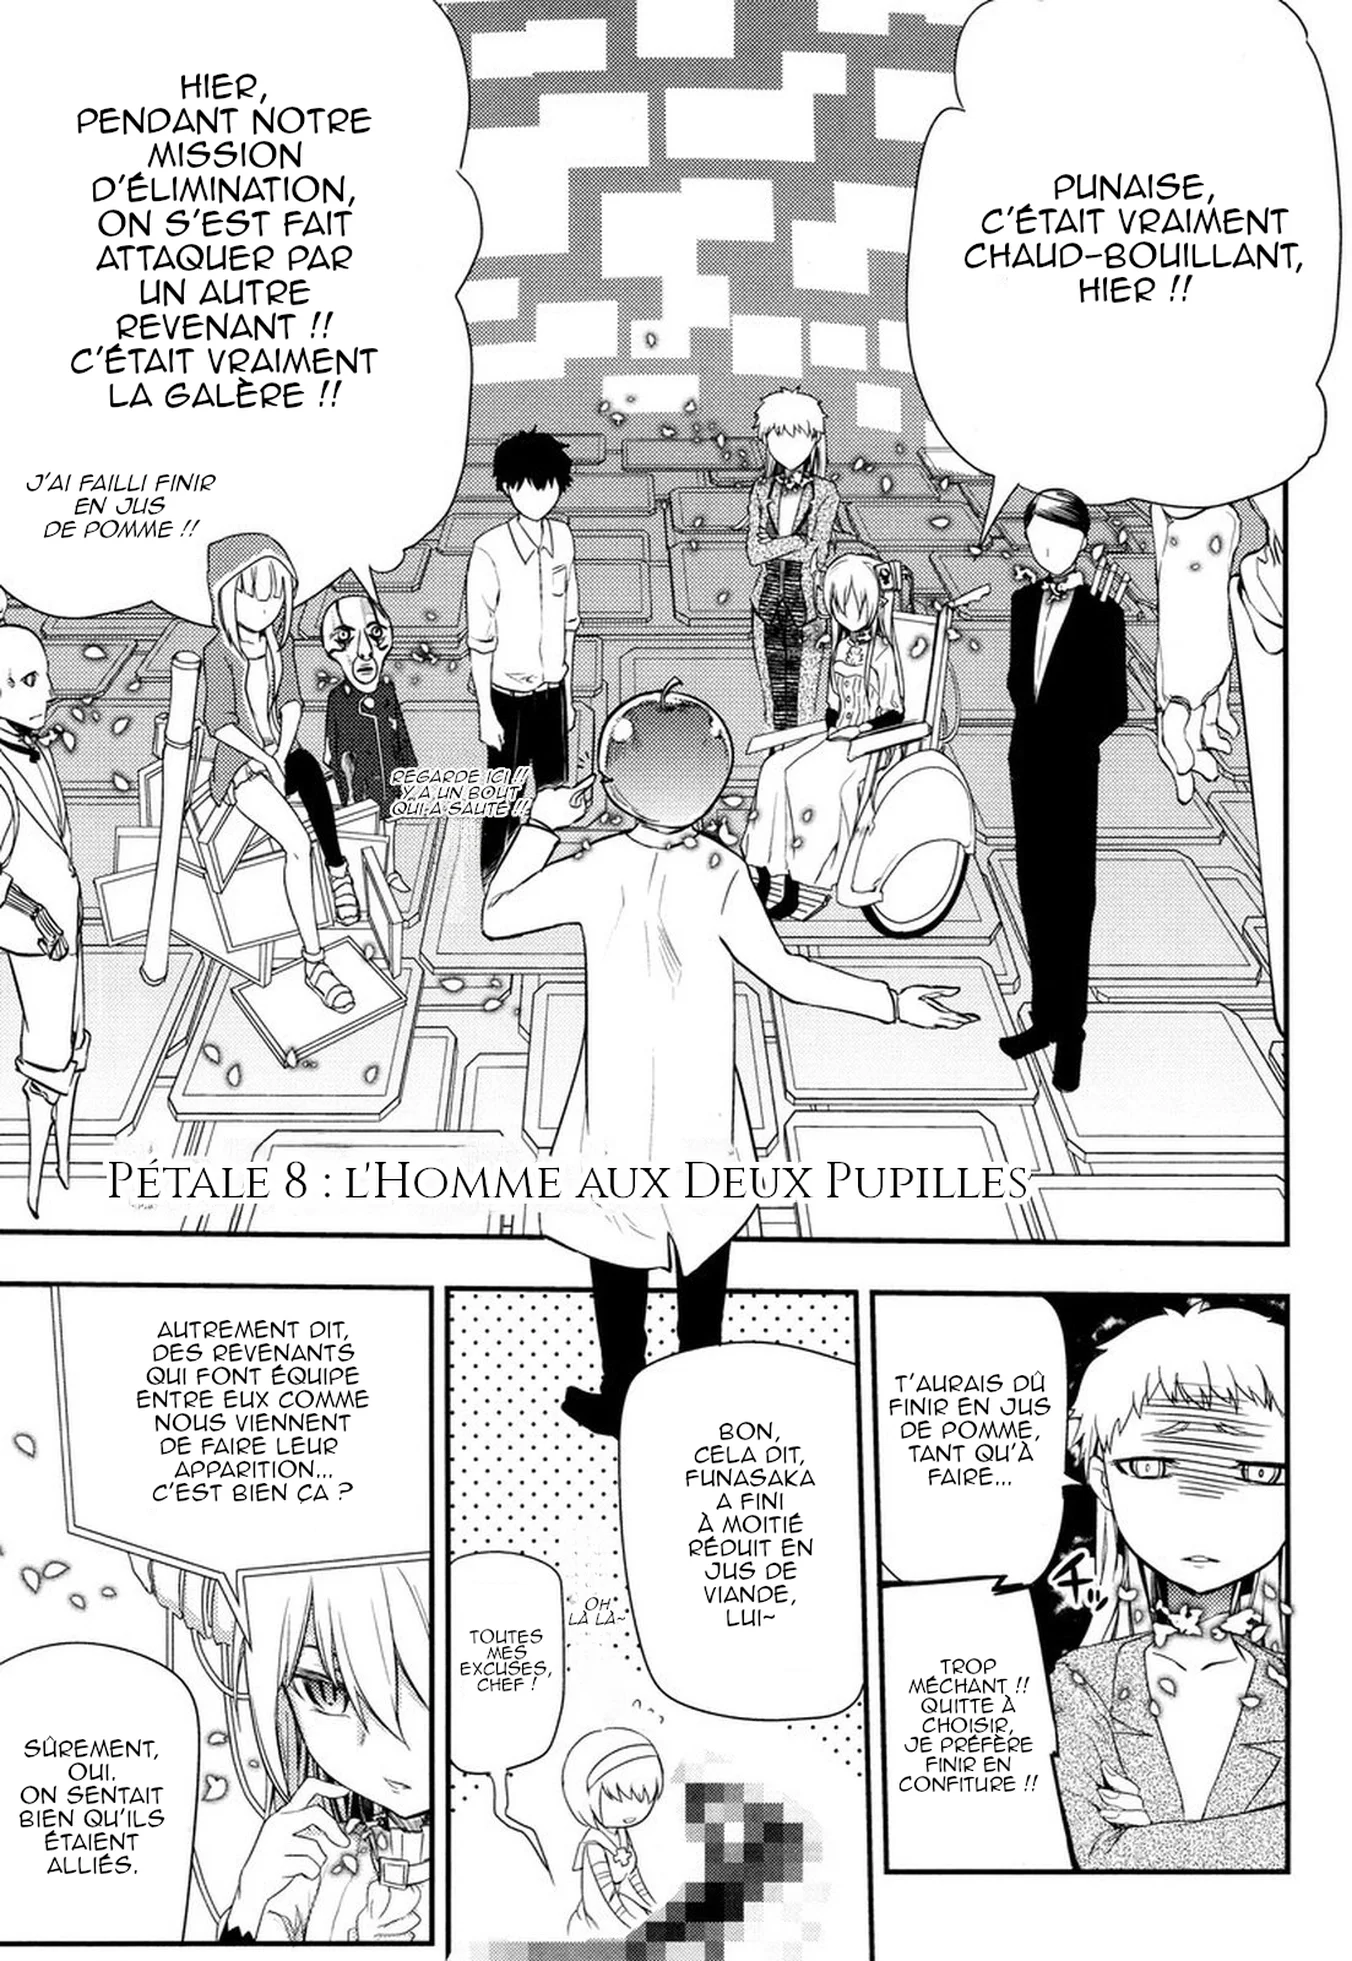 PUNAISE,
C'ÉTAIT VRAIMENT
CHAUD-BOUILLANT,
HIER !!
HIER,
PENDANT NOTRE
MISSION
D'ÉLIMINATION,
ON S'EST FAIT
ATTAQUER PAR
UN AUTRE
REVENANT !!
C'ÉTAIT VRAIMENT
LA GALÈRE !!
J'AI FAILLI FINIR
EN JUS
DE POMME !!
REGARDE ICI !!
Y A UN BOUT
QUI A SAUTÉ !!
PÉTALE 8 : L'HOMME AUX DEUX PUPILLES
T'AURAIS DÛ
FINIR EN JUS
DE POMME,
TANT QU'À
FAIRE...
チッ
TROP
MÉCHANT !!
QUITTE À
CHOISIR,
JE PRÉFÈRE
FINIR EN
CONFITURE !!
BON,
CELA DIT,
FUNASAKA
A FINI
À MOITIÉ
RÉDUIT EN
JUS DE
VIANDE,
LUI~
OH
LÀ LÀ~
TOUTES
MES
EXCUSES,
CHEF !
AUTREMENT DIT,
DES REVENANTS
QUI FONT ÉQUIPE
ENTRE EUX COMME
NOUS VIENNENT
DE FAIRE LEUR
APPARITION...
C'EST BIEN ÇA ?
SÛREMENT,
OUI.
ON SENTAIT
BIEN QU'ILS
ÉTAIENT
ALLIÉS.